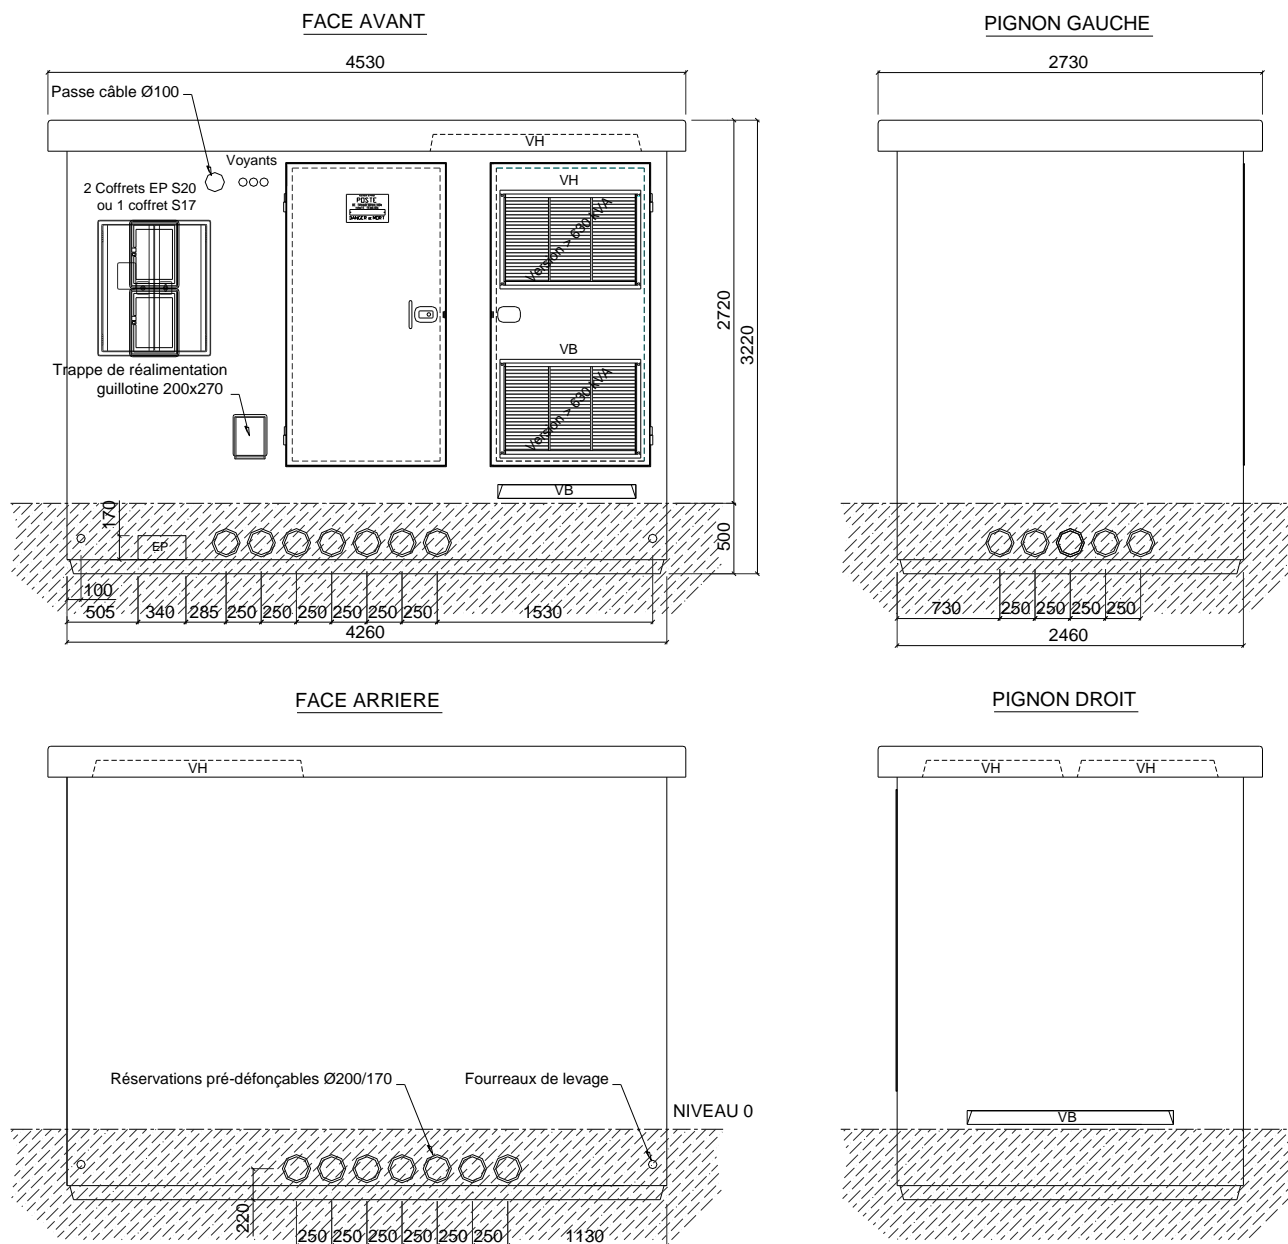 FACE AVANT
PIGNON GAUCHE
4530
2730
Passe câble Ø100
VH
Voyants
2 Coffrets EP S20
ou 1 coffret S17
POSTE
DANGER DE MORT
VH
Version > 630 kVA
2720
3220
VB
Version > 630 kVA
Trappe de réalimentation
guillotine 200x270
VB
170
EP
500
100
505 340 285 250 250 250 250 250 250 1530
4260
730 250 250 250 250
2460
FACE ARRIERE
PIGNON DROIT
VH
VH VH
Réservations pré-défonçables Ø200/170
Fourreaux de levage
NIVEAU 0
VB
220
250 250 250 250 250 250 1130